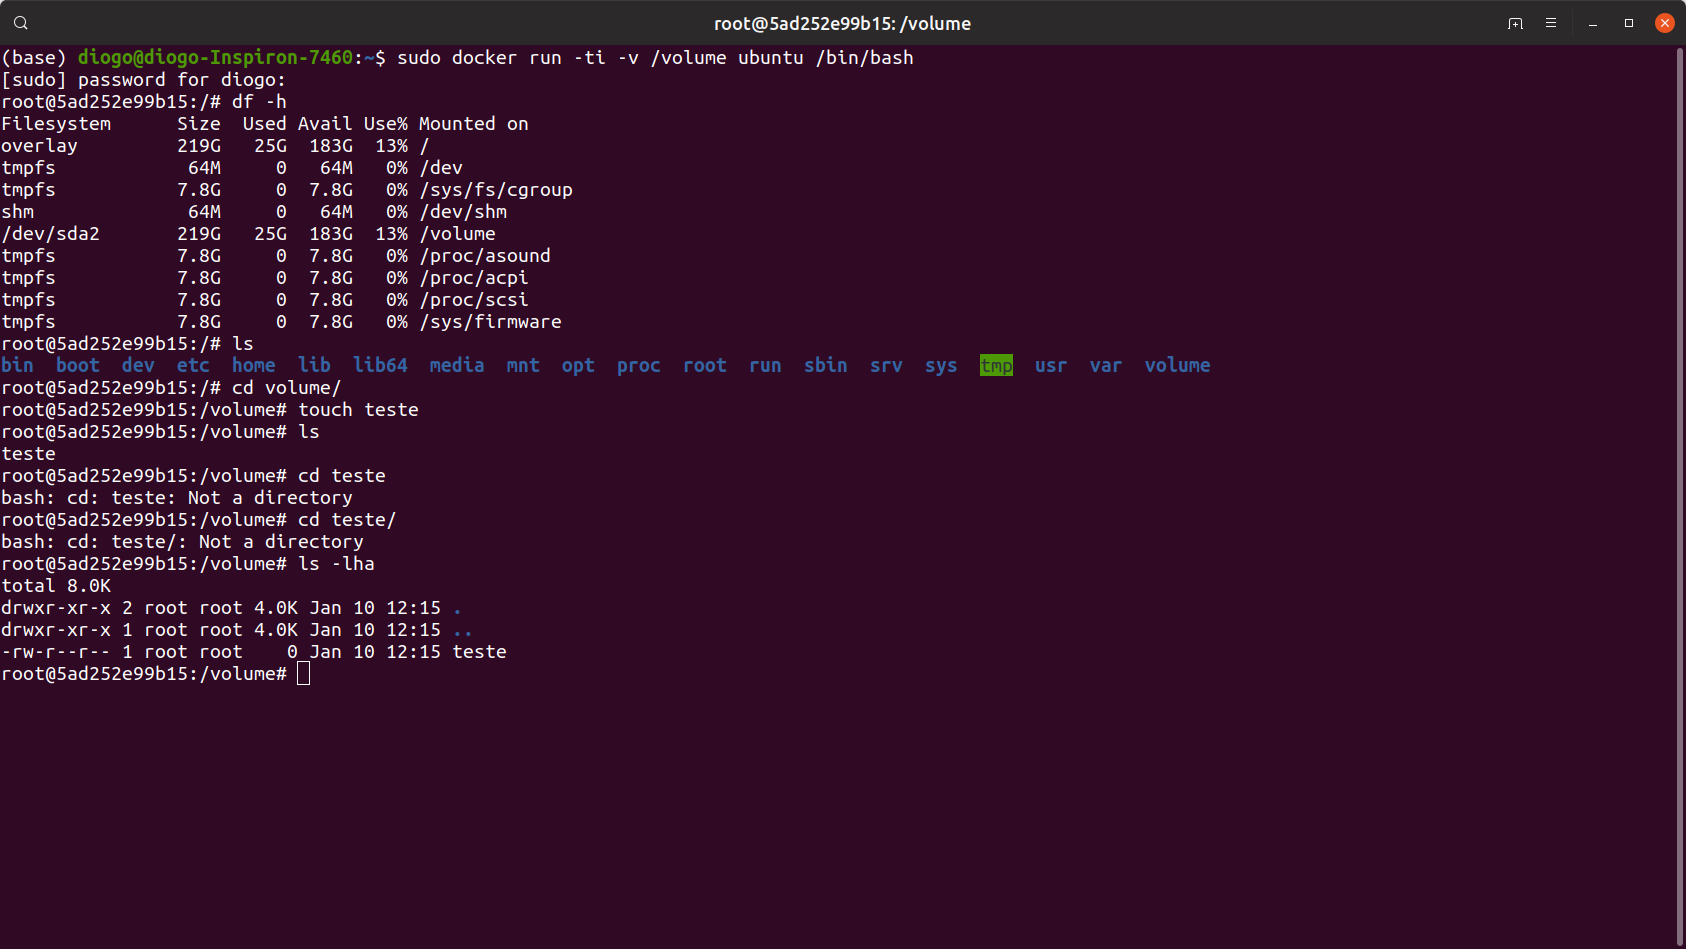 root@5ad252e99b15: /volume
(base) diogo@diogo-Inspiron-7460:~$ sudo docker run -ti -v /volume ubuntu /bin/bash
[sudo] password for diogo:
root@5ad252e99b15:/# df -h
Filesystem      Size  Used Avail Use% Mounted on
overlay         219G   25G  183G  13% /
tmpfs            64M     0   64M   0% /dev
tmpfs           7.8G     0  7.8G   0% /sys/fs/cgroup
shm              64M     0   64M   0% /dev/shm
/dev/sda2       219G   25G  183G  13% /volume
tmpfs           7.8G     0  7.8G   0% /proc/asound
tmpfs           7.8G     0  7.8G   0% /proc/acpi
tmpfs           7.8G     0  7.8G   0% /proc/scsi
tmpfs           7.8G     0  7.8G   0% /sys/firmware
root@5ad252e99b15:/# ls
bin  boot  dev  etc  home  lib  lib64  media  mnt  opt  proc  root  run  sbin  srv  sys  tmp  usr  var  volume
root@5ad252e99b15:/# cd volume/
root@5ad252e99b15:/volume# touch teste
root@5ad252e99b15:/volume# ls
teste
root@5ad252e99b15:/volume# cd teste
bash: cd: teste: Not a directory
root@5ad252e99b15:/volume# cd teste/
bash: cd: teste/: Not a directory
root@5ad252e99b15:/volume# ls -lha
total 8.0K
drwxr-xr-x 2 root root 4.0K Jan 10 12:15 .
drwxr-xr-x 1 root root 4.0K Jan 10 12:15 ..
-rw-r--r-- 1 root root    0 Jan 10 12:15 teste
root@5ad252e99b15:/volume#